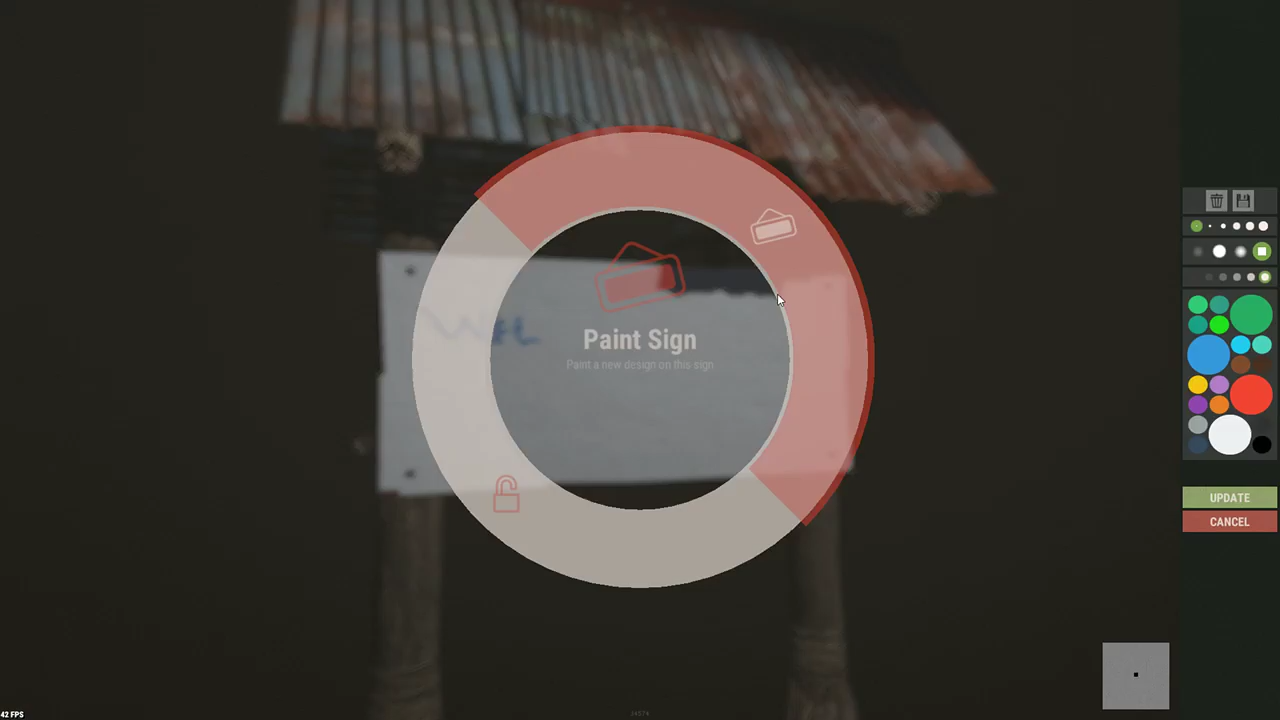 Paint Sign
Paint a new design on this sign
UPDATE
CANCEL
42 FPS